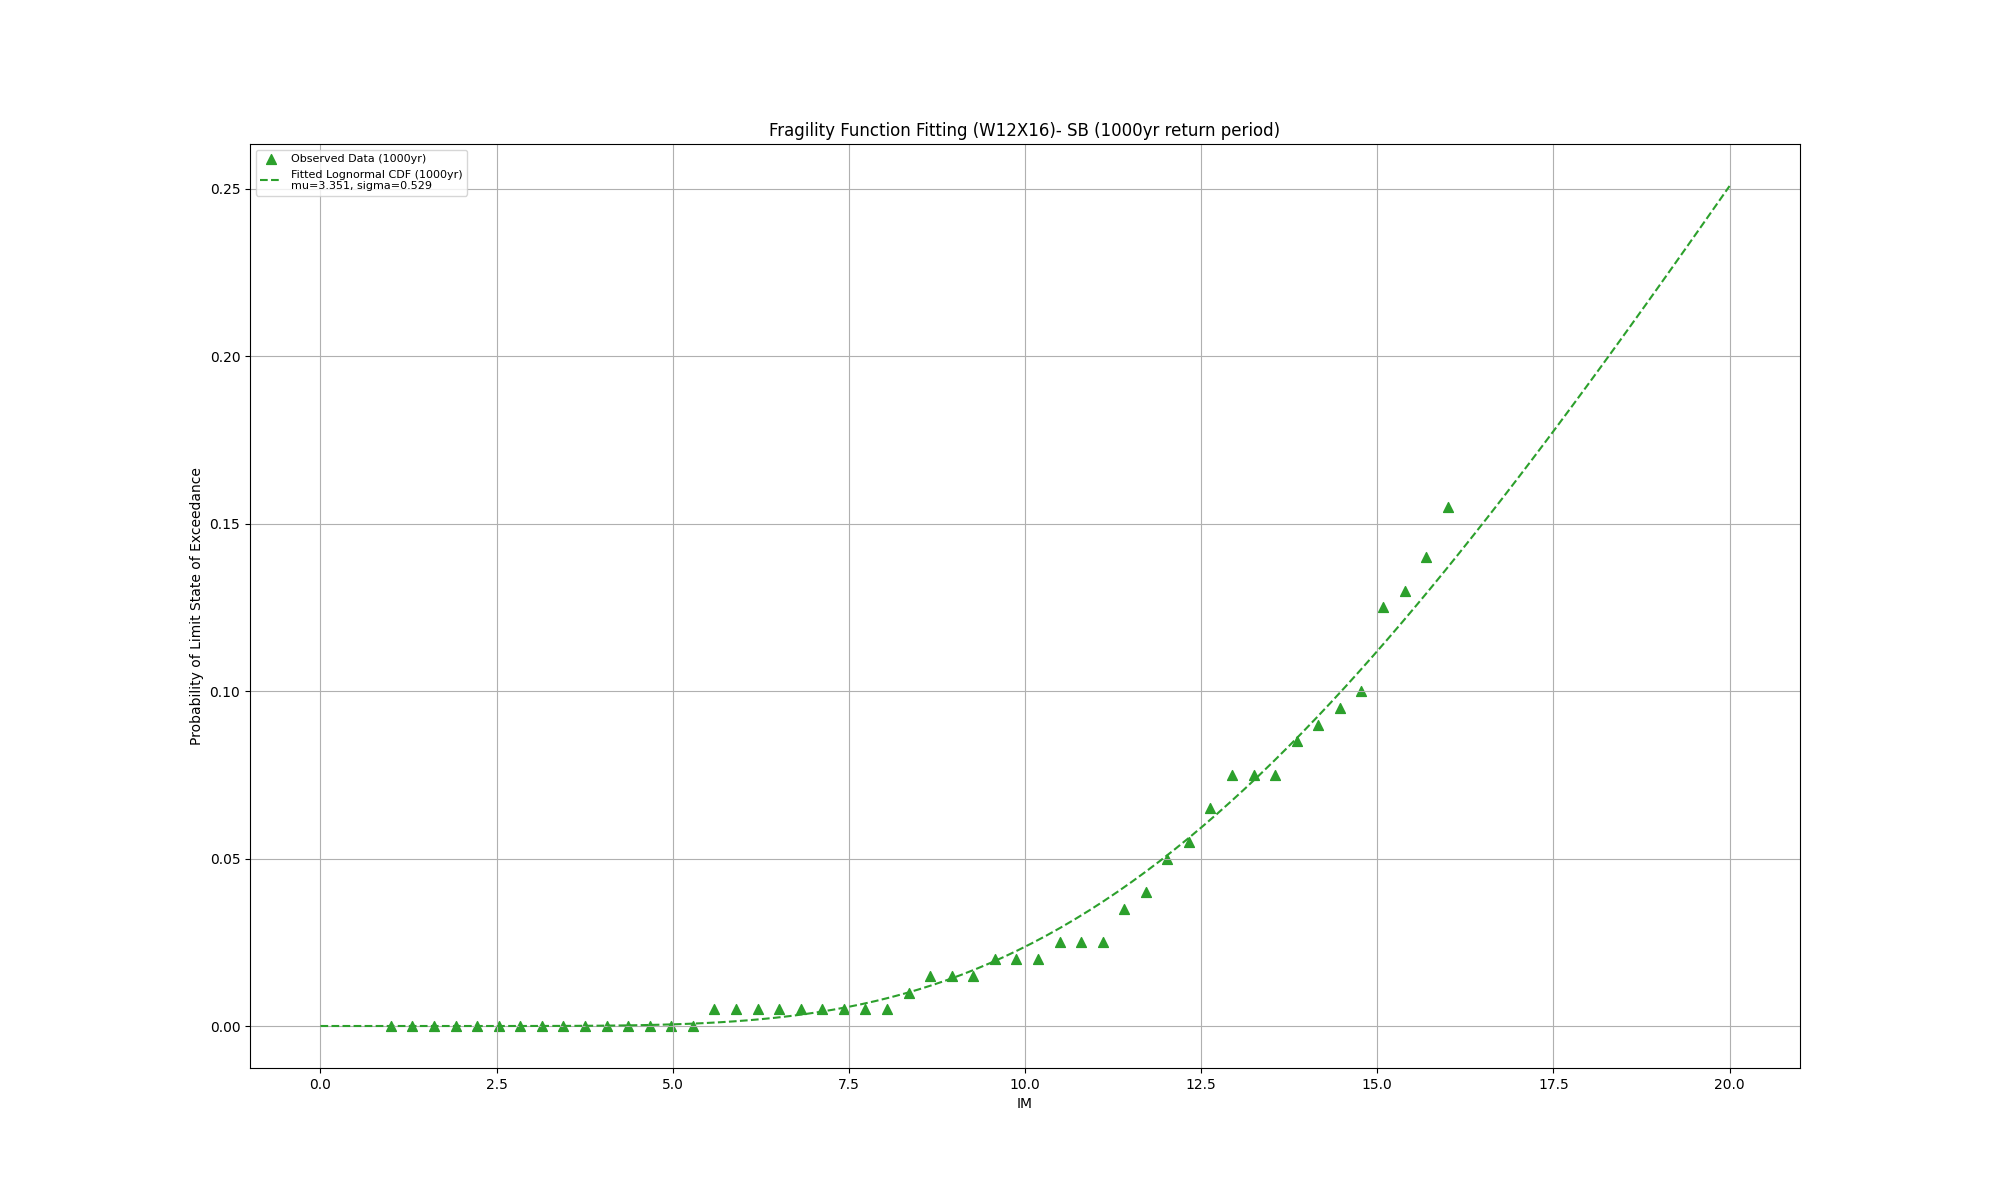 Fragility Function Fitting (W12X16)- SB (1000yr return period)
Observed Data (1000yr)
Fitted Lognormal CDF (1000yr)
mu=3.351, sigma=0.529
0.25
0.20
0.15
0.10
0.05
0.00
Probability of Limit State of Exceedance
0.0 2.5 5.0 7.5 10.0 12.5 15.0 17.5 20.0
IM